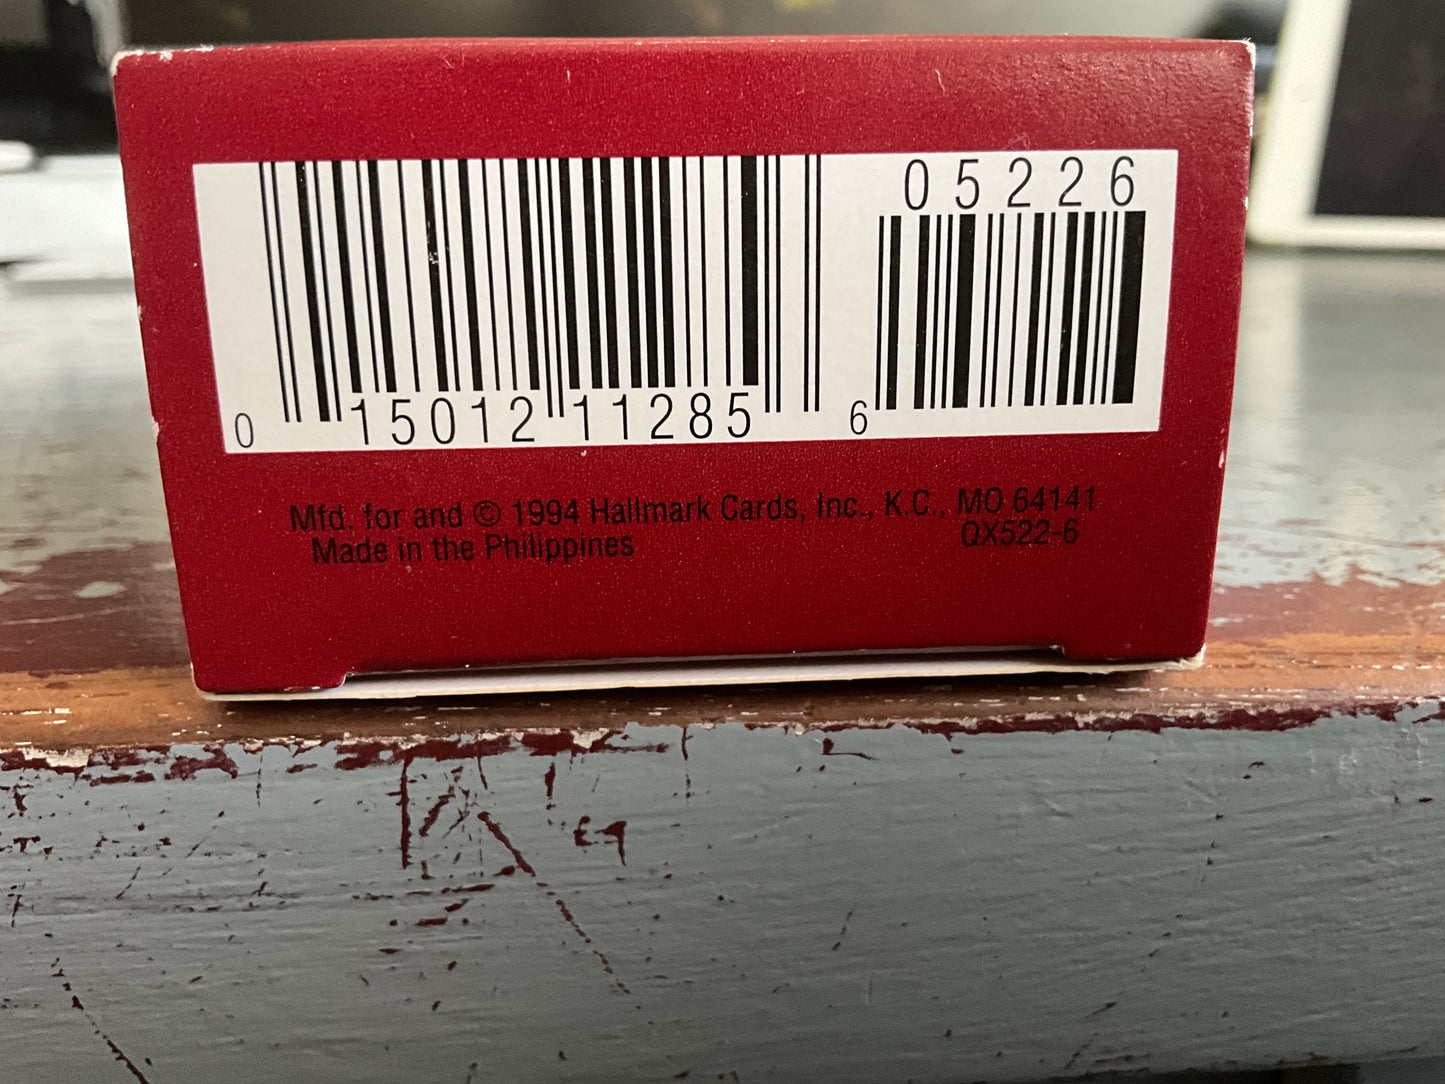 05226
0 15012 11285 6
Mfd. for and © 1994 Hallmark Cards, Inc., K.C., MO 64141
Made in the Philippines QX522-6